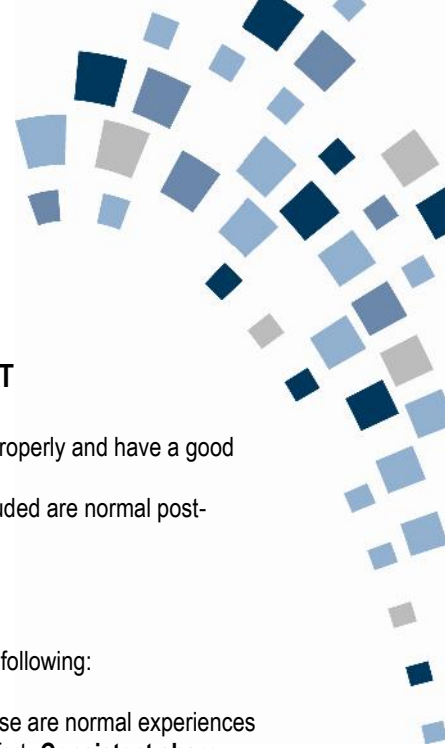 T
roperly and have a good
uded are normal post-
following:
se are normal experiences